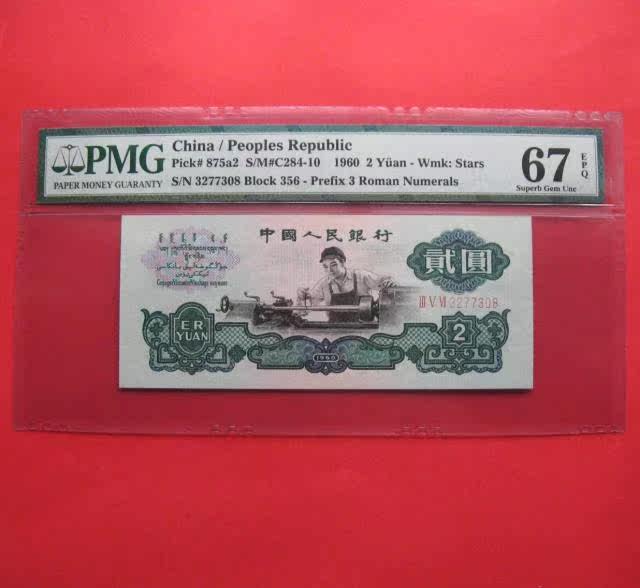 PMG
PAPER MONEY GUARANTY
China / Peoples Republic
Pick# 875a2 S/M#C284-10 1960 2 Yüan - Wmk: Stars
S/N 3277308 Block 356 - Prefix 3 Roman Numerals
67 EPQ
Superb Gem Unc
中國人民銀行
貳圓
III V VI 3277308
ER
YUAN
1960
2